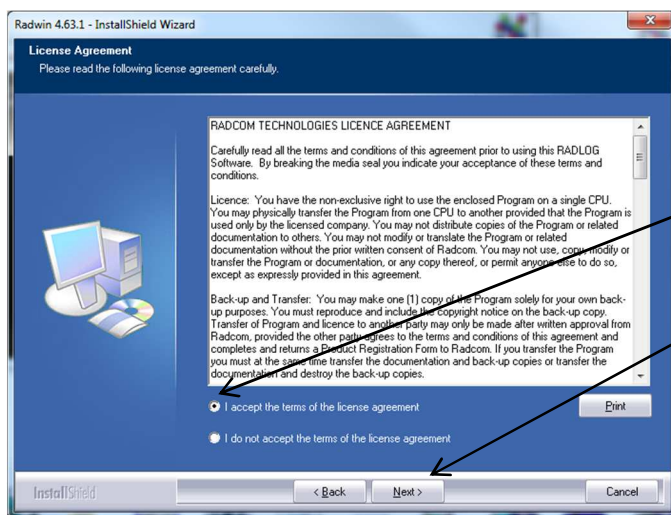 Radwin 4.63.1 - InstallShield Wizard
License Agreement
Please read the following license agreement carefully.
RADCOM TECHNOLOGIES LICENCE AGREEMENT
Carefully read all the terms and conditions of this agreement prior to using this RADLOG
Software. By breaking the media seal you indicate your acceptance of these terms and
conditions.
Licence: You have the non-exclusive right to use the enclosed Program on a single CPU.
You may physically transfer the Program from one CPU to another provided that the Program is
used only by the licensed company. You may not distribute copies of the Program or related
documentation to others. You may not modify or translate the Program or related
documentation without the prior written consent of Radcom. You may not use, copy, modify or
transfer the Program or documentation, or any copy thereof, or permit anyone else to do so,
except as expressly provided in this agreement.
Back-up and Transfer: You may make one (1) copy of the Program solely for your own back-
up purposes. You must reproduce and include the copyright notice on the back-up copy.
Transfer of Program and licence to another party may only be made after written approval from
Radcom, provided the other party agrees to the terms and conditions of this agreement and
completes and returns a Product Registration Form to Radcom. If you transfer the Program
you must at the same time transfer the documentation and back-up copies or transfer the
documentation and destroy the back-up copies.
I accept the terms of the license agreement
Print
I do not accept the terms of the license agreement
InstallShield
< Back
Next >
Cancel